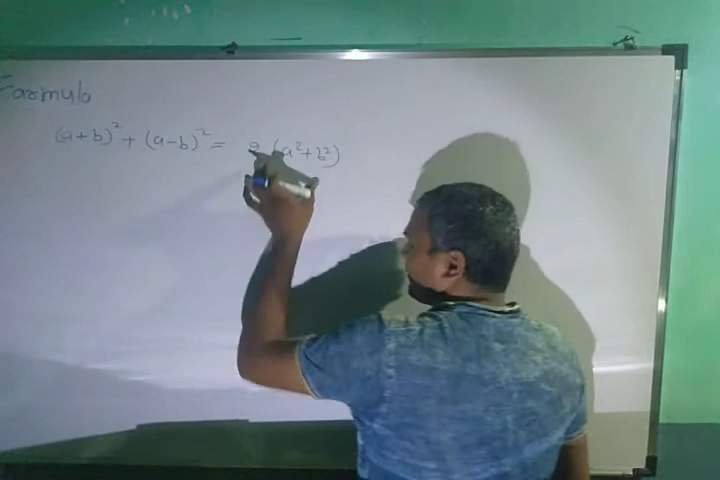 Formula
(a+b)² + (a-b)² = 2(a²+b²)